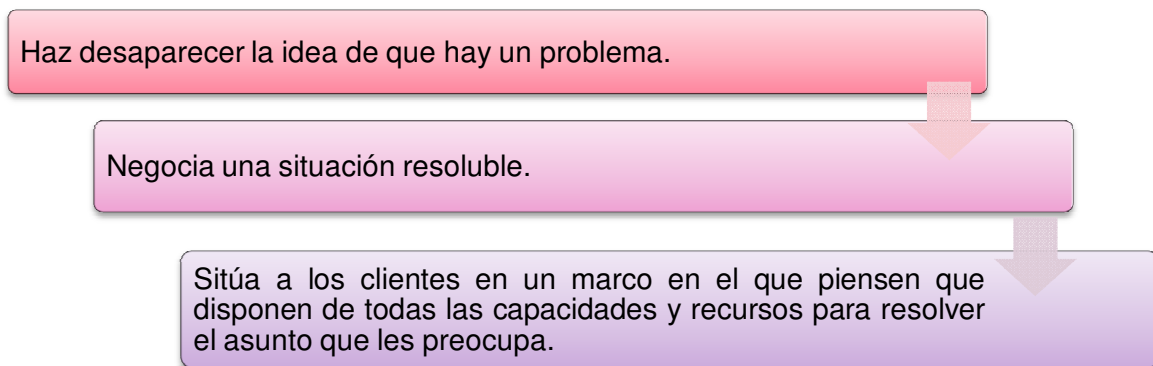 Haz desaparecer la idea de que hay un problema.
Negocia una situación resoluble.
Sitúa a los clientes en un marco en el que piensen que
disponen de todas las capacidades y recursos para resolver
el asunto que les preocupa.